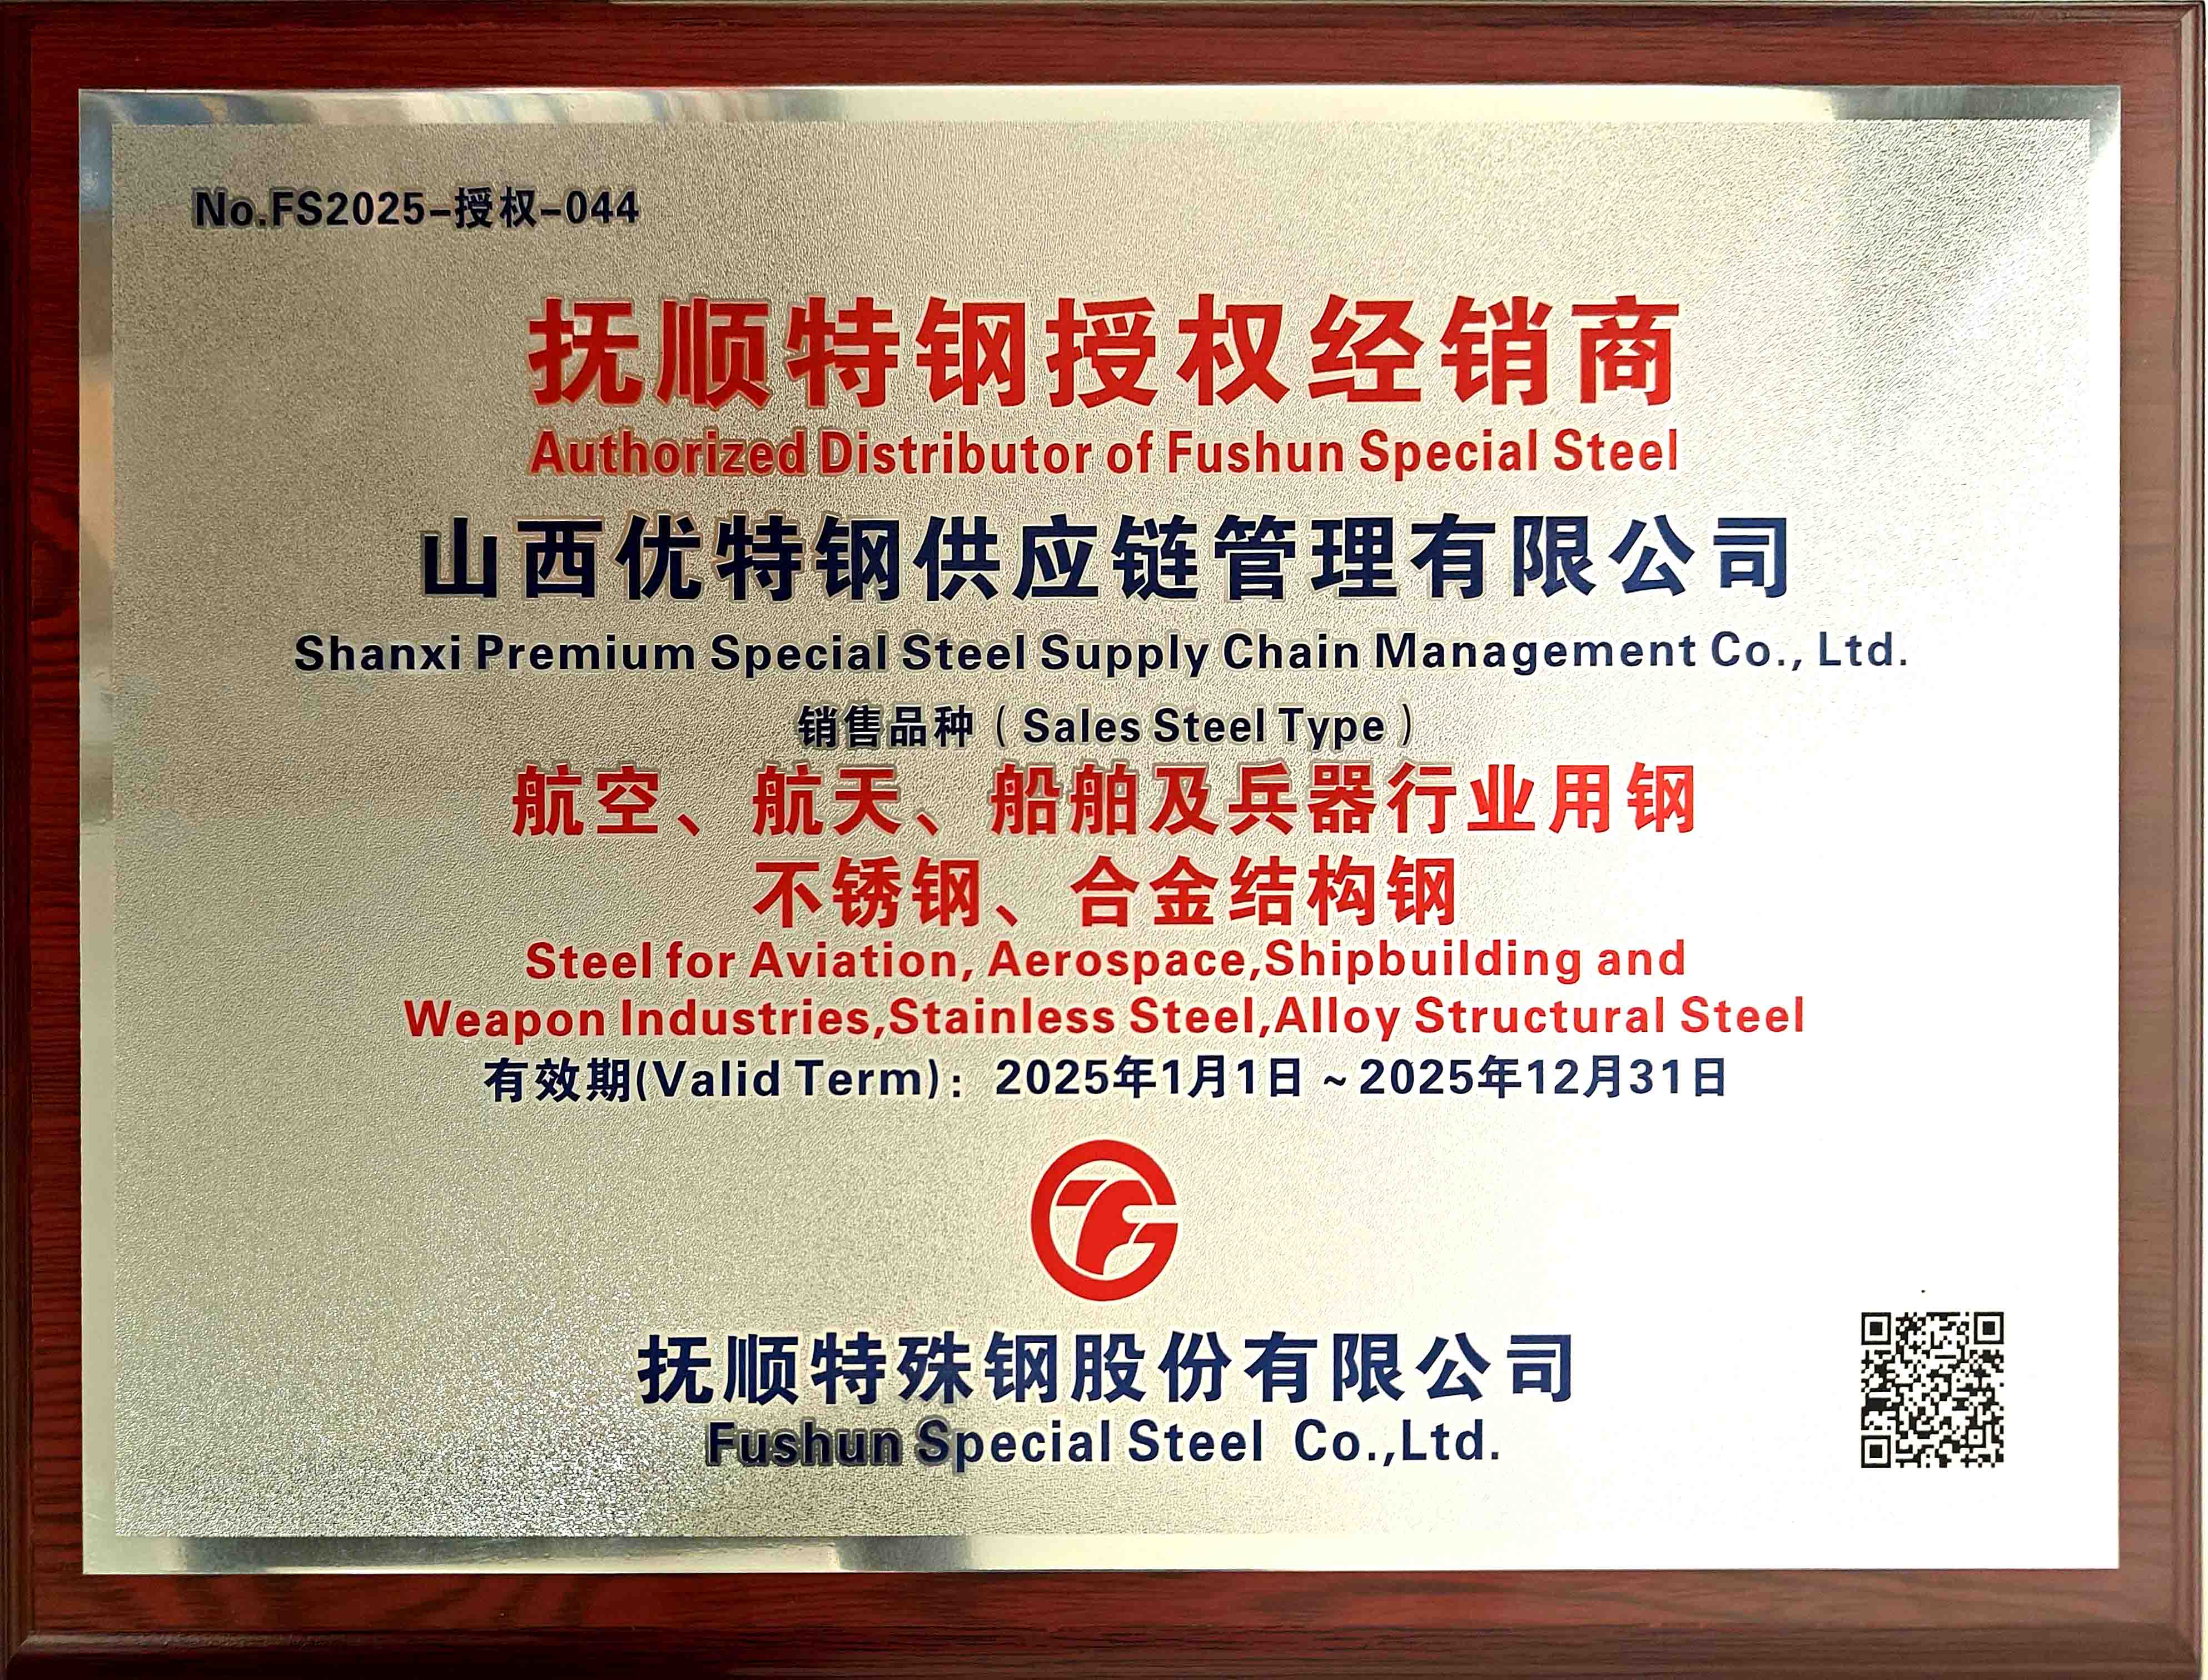 No.FS2025-授权-044
抚顺特钢授权经销商
Authorized Distributor of Fushun Special Steel
山西优特钢供应链管理有限公司
Shanxi Premium Special Steel Supply Chain Management Co., Ltd.
销售品种（Sales Steel Type）
航空、航天、船舶及兵器行业用钢
不锈钢、合金结构钢
Steel for Aviation, Aerospace,Shipbuilding and
Weapon Industries,Stainless Steel,Alloy Structural Steel
有效期(Valid Term)：2025年1月1日～2025年12月31日
抚顺特殊钢股份有限公司
Fushun Special Steel Co.,Ltd.